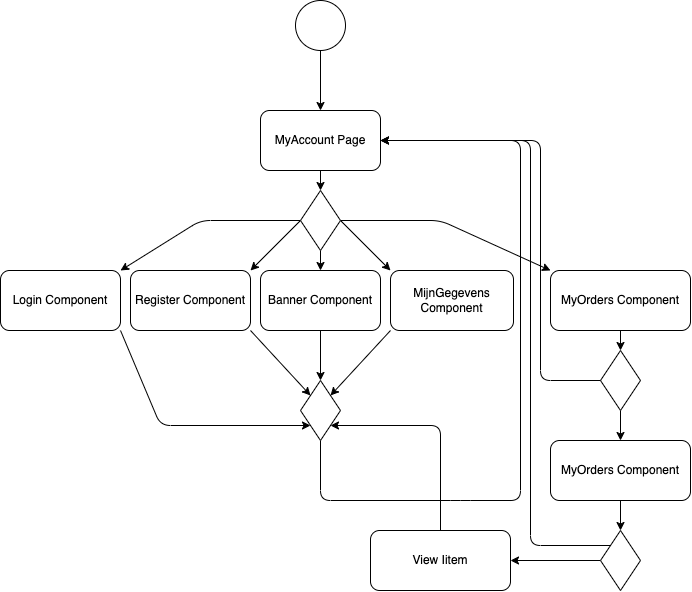 MyAccount Page
Login Component
Register Component
Banner Component
MijnGegevens
Component
MyOrders Component
MyOrders Component
View Iitem